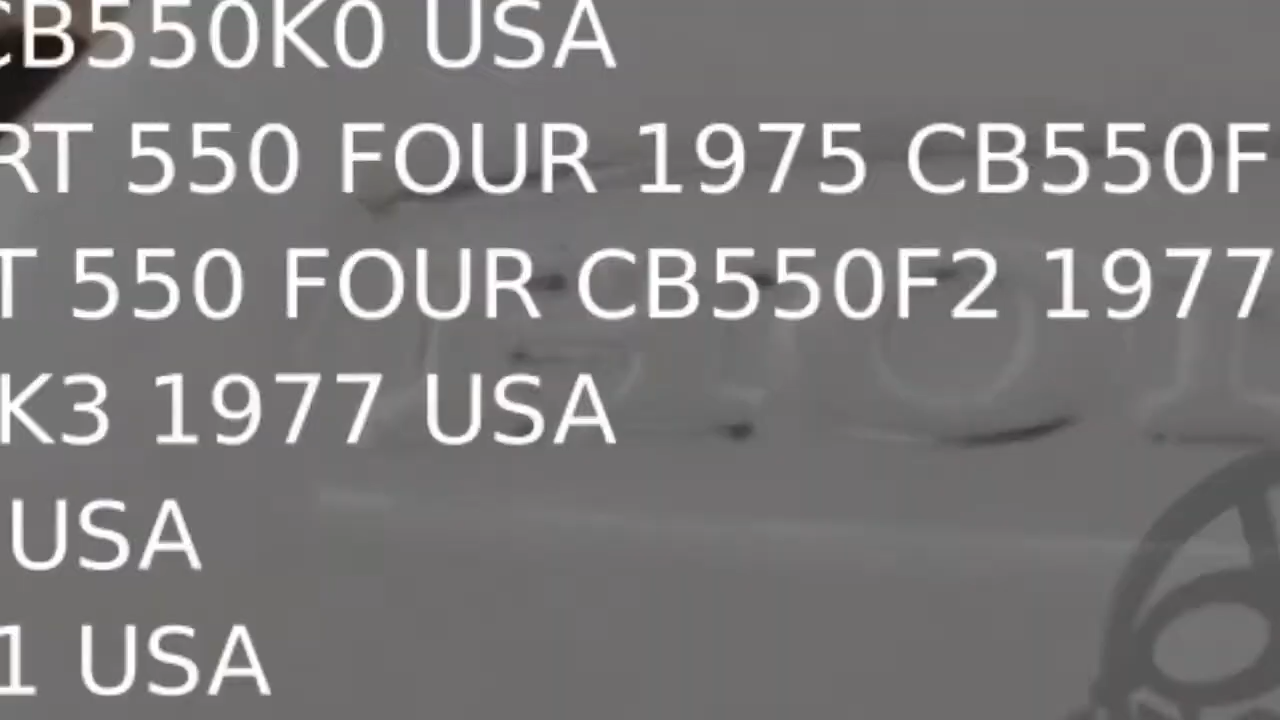 CB550K0 USA
RT 550 FOUR 1975 CB550F
T 550 FOUR CB550F2 1977
K3 1977 USA
USA
1 USA